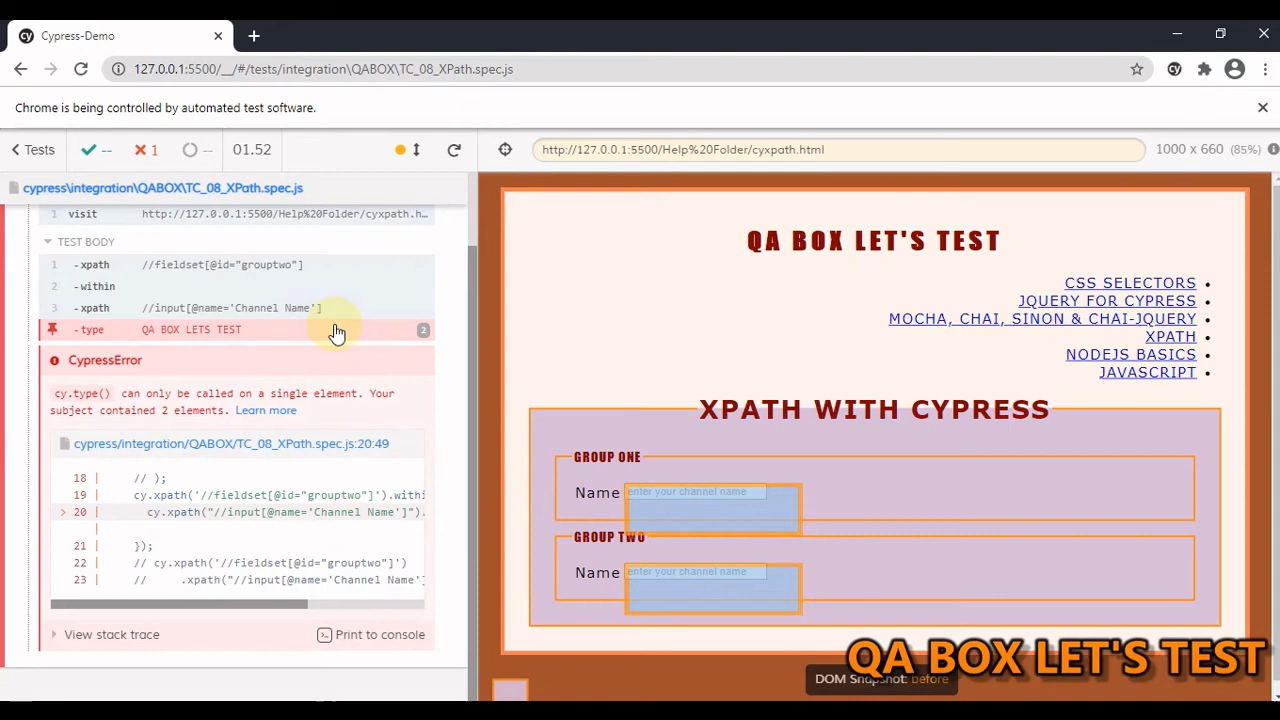 Cypress-Demo
127.0.0.1:5500/__/#/tests/integration\QABOX\TC_08_XPath.spec.js
Chrome is being controlled by automated test software.
Tests
--
1
--
01.52
http://127.0.0.1:5500/Help%20Folder/cyxpath.html
1000 x 660 (85%)
cypress\integration\QABOX\TC_08_XPath.spec.js
1 visit http://127.0.0.1:5500/Help%20Folder/cyxpath.h…
TEST BODY
1 -xpath //fieldset[@id="grouptwo"]
2 -within
3 -xpath //input[@name='Channel Name']
-type QA BOX LETS TEST 2
CypressError
cy.type() can only be called on a single element. Your
subject contained 2 elements. Learn more
cypress/integration/QABOX/TC_08_XPath.spec.js:20:49
18 | // );
19 | cy.xpath('//fieldset[@id="grouptwo"]').withi
> 20 | cy.xpath("//input[@name='Channel Name']").
|
21 | });
22 | // cy.xpath('//fieldset[@id="grouptwo"]')
23 | // .xpath("//input[@name='Channel Name'
View stack trace
Print to console
QA BOX LET'S TEST
CSS SELECTORS
JQUERY FOR CYPRESS
MOCHA, CHAI, SINON & CHAI-JQUERY
XPATH
NODEJS BASICS
JAVASCRIPT
XPATH WITH CYPRESS
GROUP ONE
Name enter your channel name
GROUP TWO
Name enter your channel name
QA BOX LET'S TEST
DOM Snapshot: before